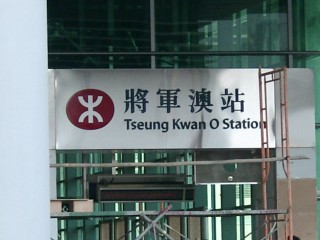 將軍澳站
Tseung Kwan O Station